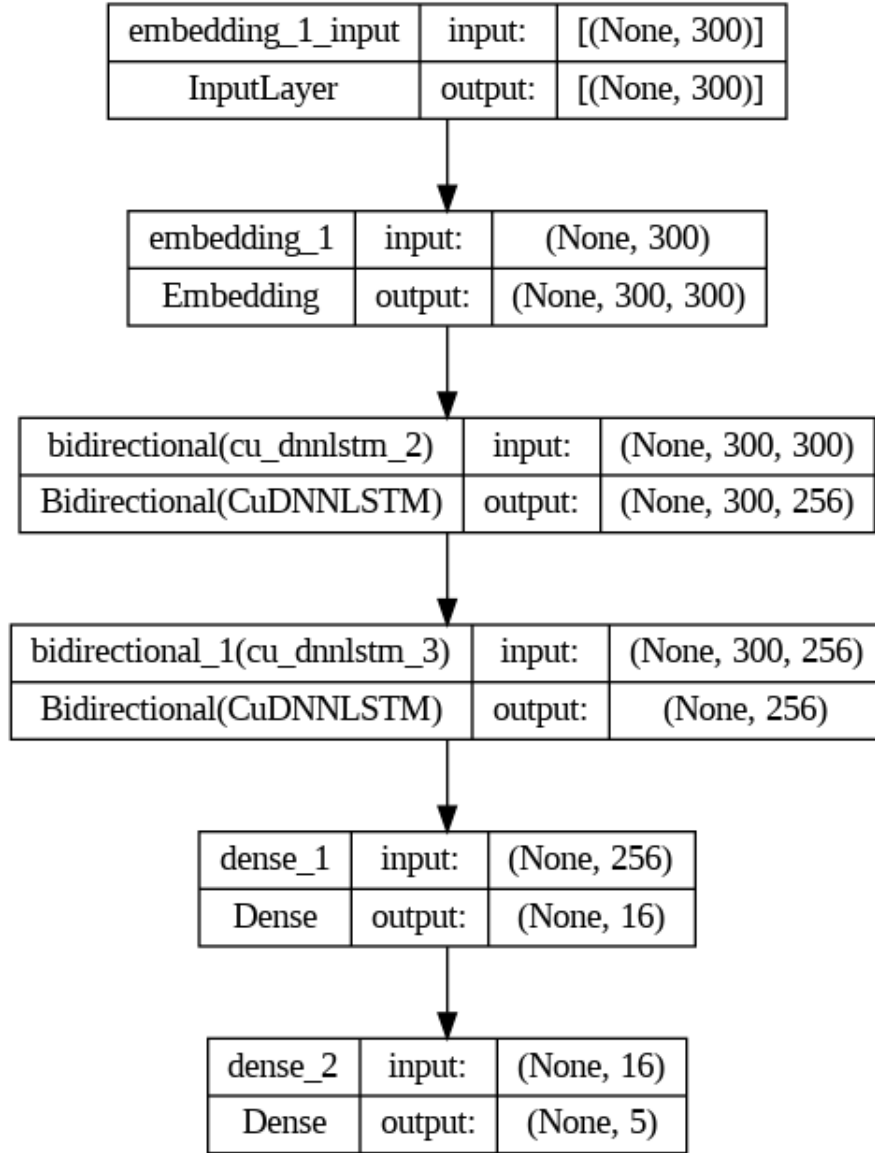 embedding_1_input input: [(None, 300)]
InputLayer output: [(None, 300)]
embedding_1 input: (None, 300)
Embedding output: (None, 300, 300)
bidirectional(cu_dnnlstm_2) input: (None, 300, 300)
Bidirectional(CuDNNLSTM) output: (None, 300, 256)
bidirectional_1(cu_dnnlstm_3) input: (None, 300, 256)
Bidirectional(CuDNNLSTM) output: (None, 256)
dense_1 input: (None, 256)
Dense output: (None, 16)
dense_2 input: (None, 16)
Dense output: (None, 5)